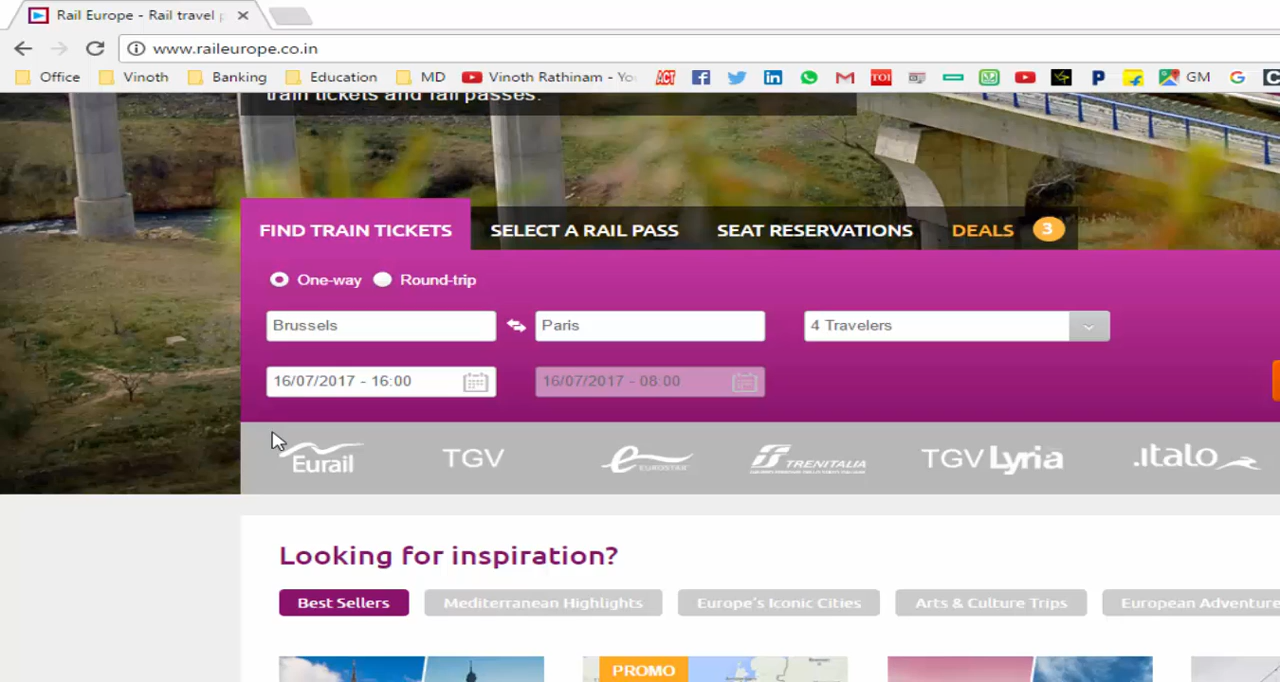 Rail Europe - Rail travel
www.raileurope.co.in
Office Vinoth Banking Education MD Vinoth Rathinam - Yo ACT TOI GM
train tickets and rail passes.
FIND TRAIN TICKETS SELECT A RAIL PASS SEAT RESERVATIONS DEALS 3
One-way Round-trip
Brussels Paris 4 Travelers
16/07/2017 - 16:00 16/07/2017 - 08:00
Eurail TGV EUROSTAR TRENITALIA TGV Lyria .italo
Looking for inspiration?
Best Sellers Mediterranean Highlights Europe's Iconic Cities Arts & Culture Trips European Adventure
PROMO